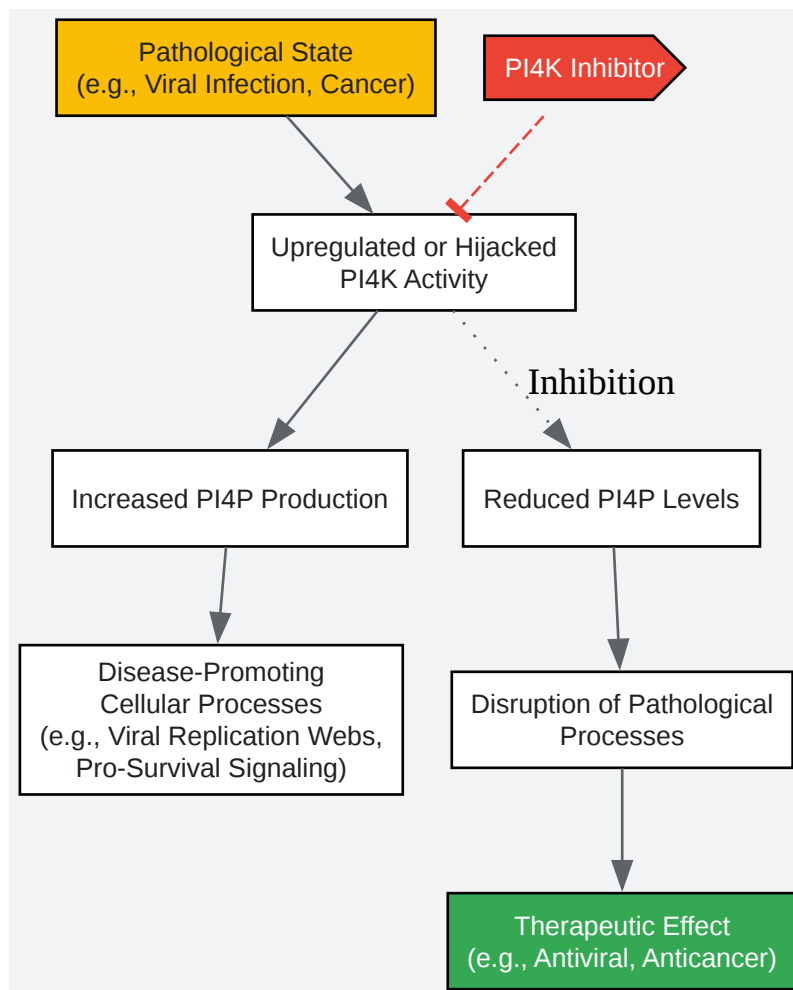 Pathological State
(e.g., Viral Infection, Cancer)
PI4K Inhibitor
Upregulated or Hijacked
PI4K Activity
Inhibition
Increased PI4P Production
Reduced PI4P Levels
Disease-Promoting
Cellular Processes
(e.g., Viral Replication Webs,
Pro-Survival Signaling)
Disruption of Pathological
Processes
Therapeutic Effect
(e.g., Antiviral, Anticancer)